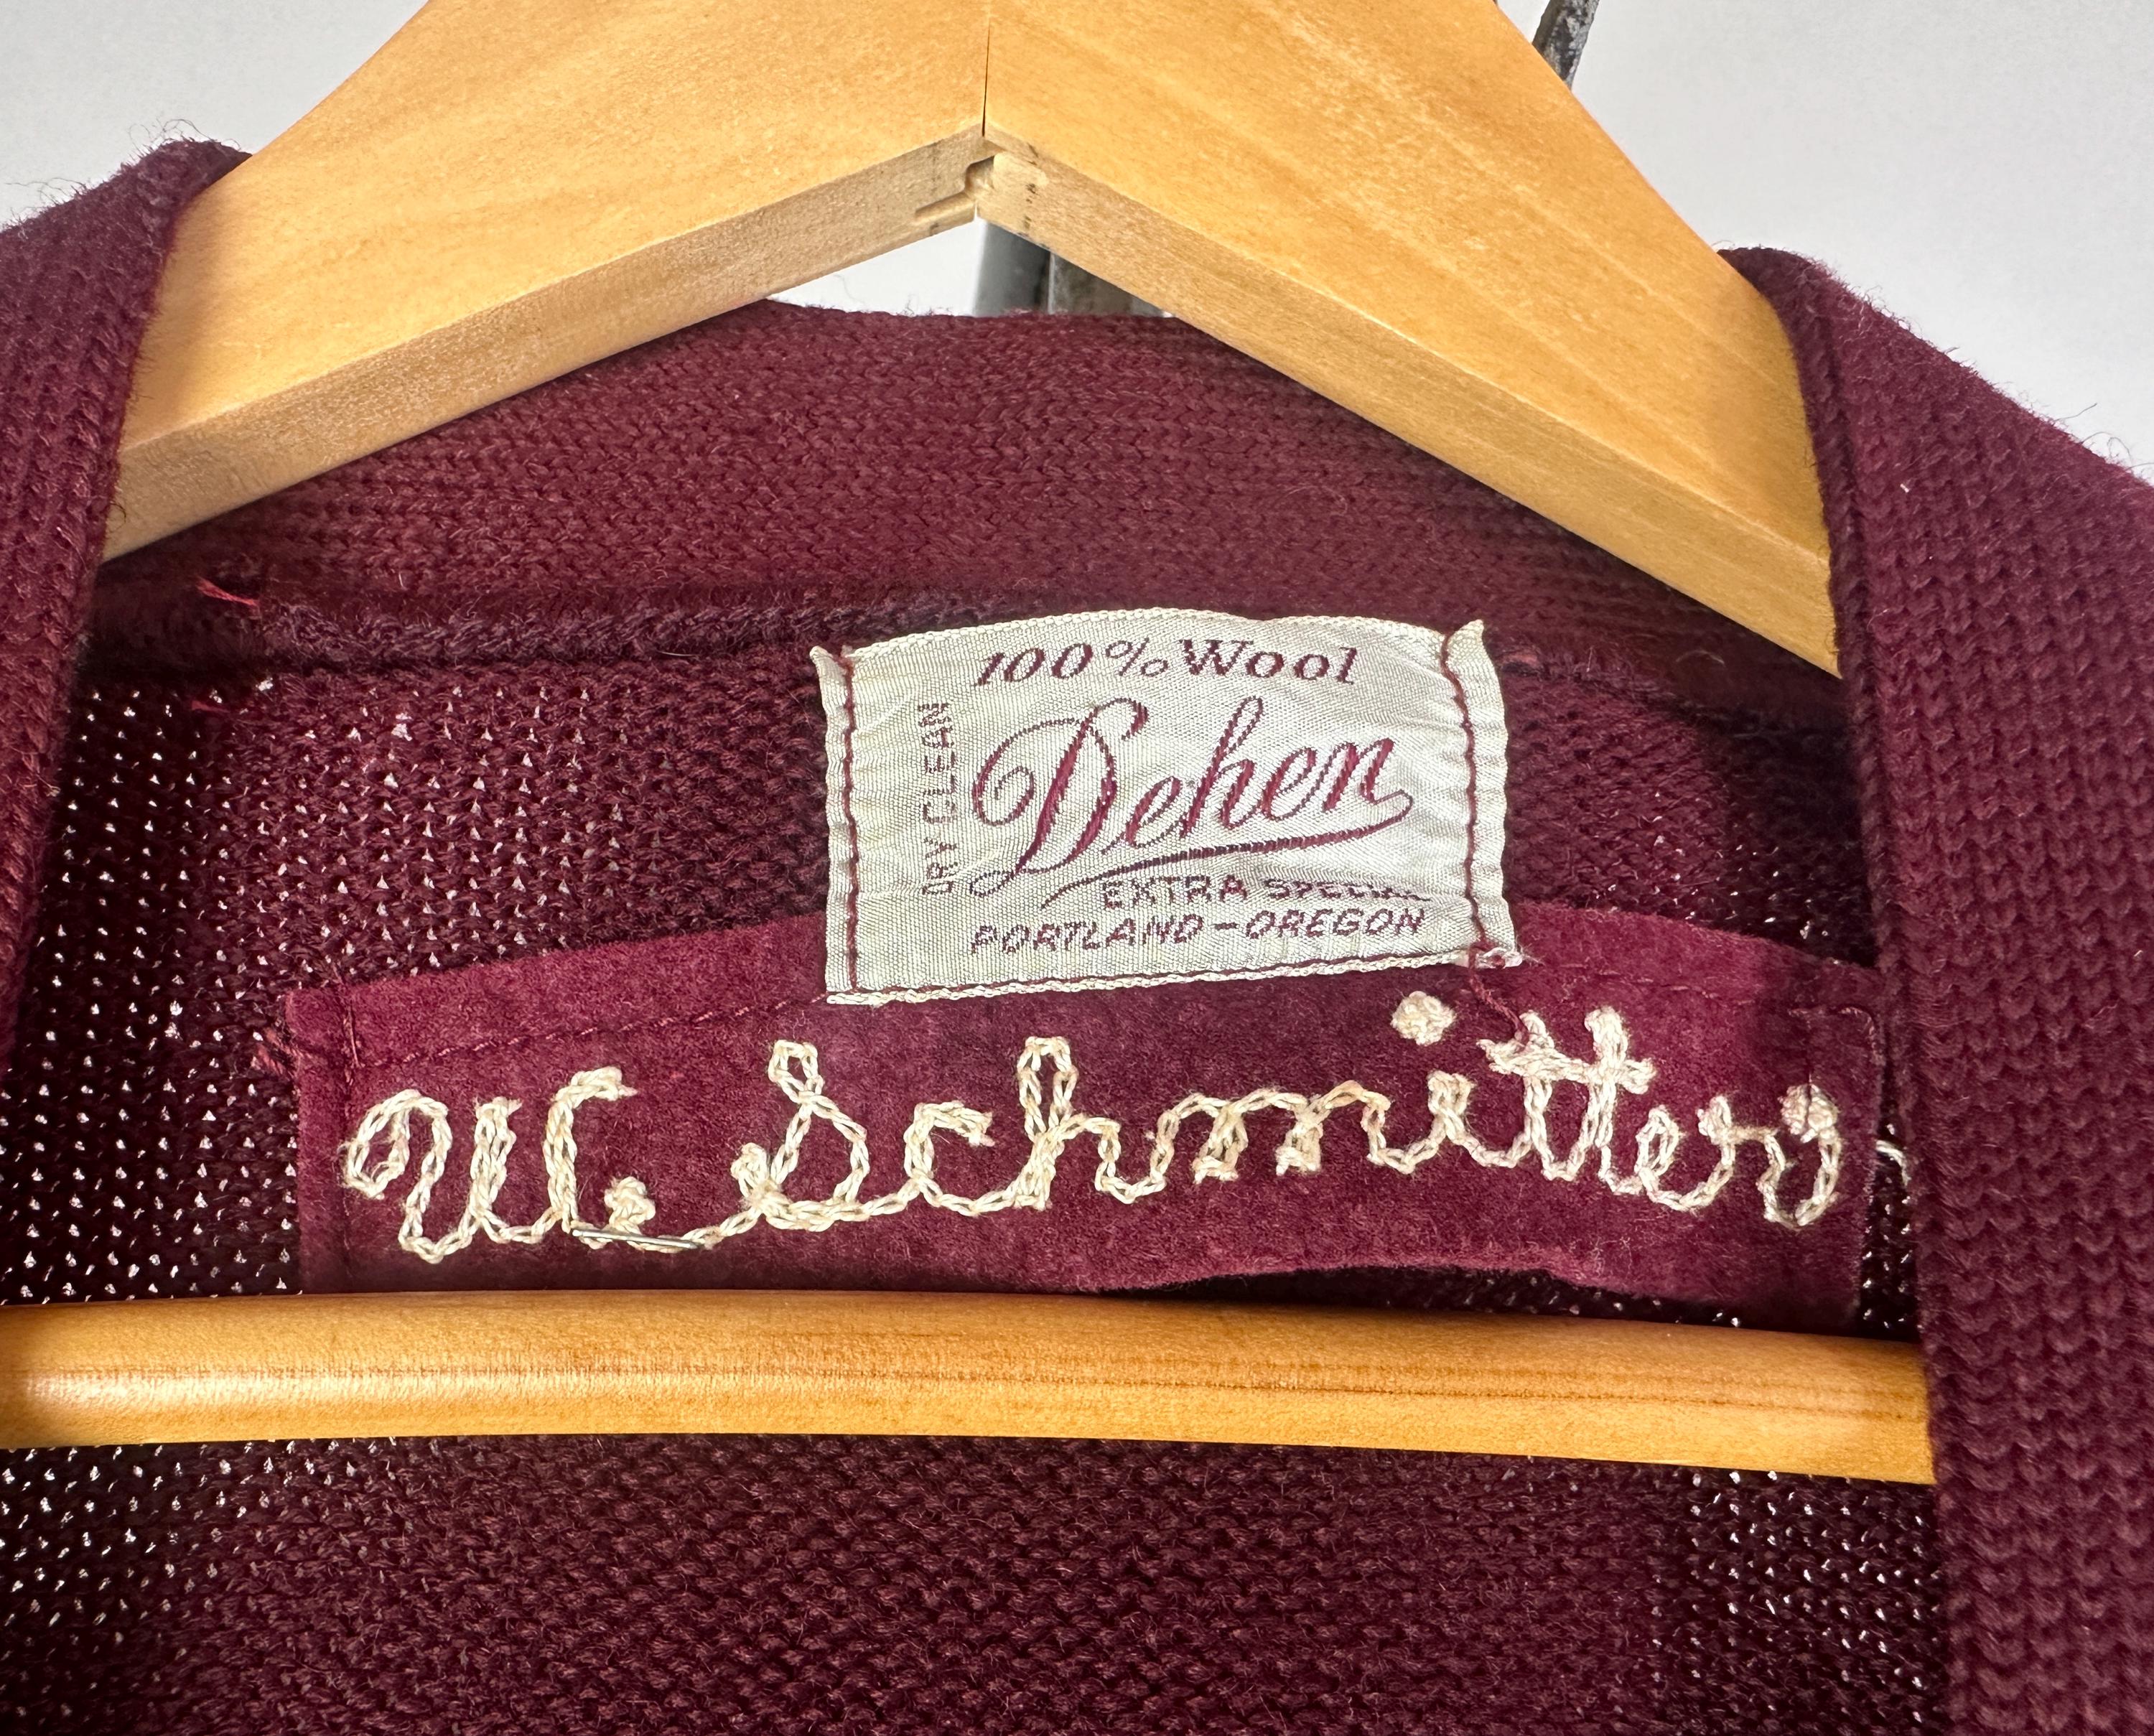 100% Wool
DRY CLEAN
Dehen
EXTRA SPECIAL
PORTLAND-OREGON
W. Schmitter